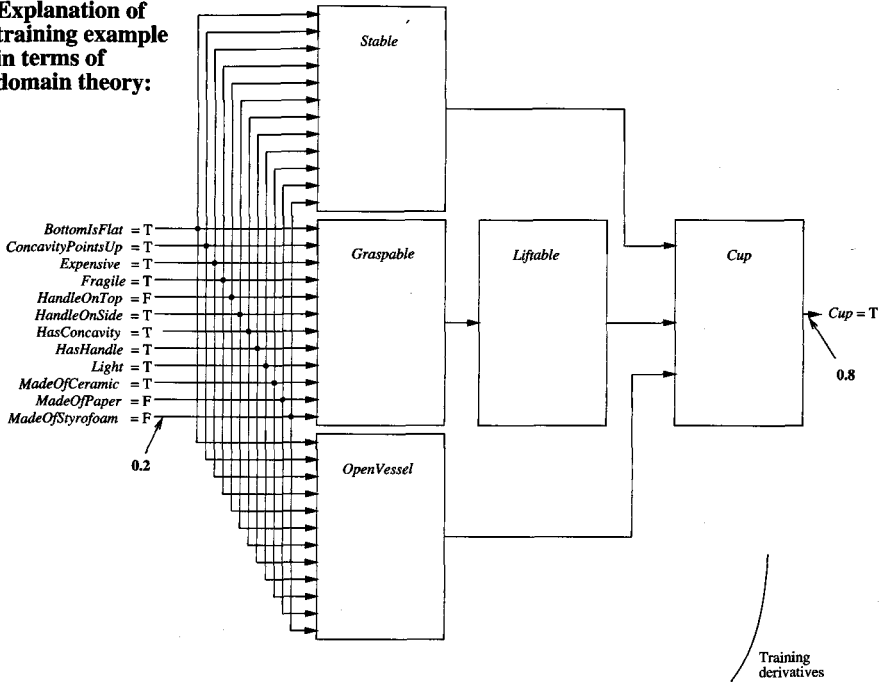 Explanation of
training example
in terms of
domain theory:
Stable
BottomIsFlat = T
ConcavityPointsUp = T
Expensive = T
Fragile = T
HandleOnTop = F
HandleOnSide = T
HasConcavity = T
HasHandle = T
Light = T
MadeOfCeramic = T
MadeOfPaper = F
MadeOfStyrofoam = F
0.2
Graspable
Liftable
Cup
Cup = T
0.8
OpenVessel
Training
derivatives